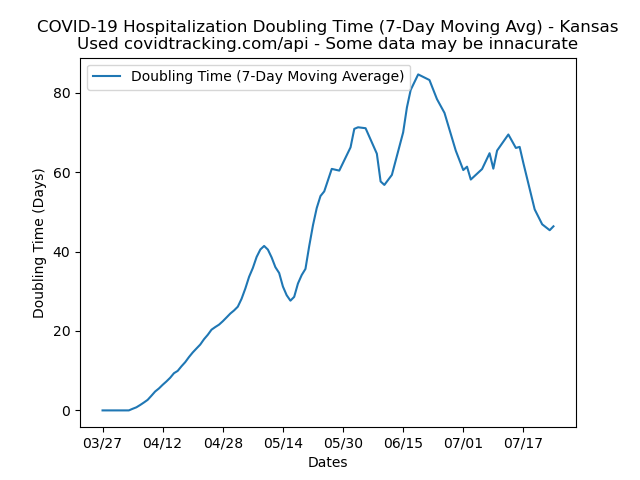 COVID-19 Hospitalization Doubling Time (7-Day Moving Avg) - Kansas
Used covidtracking.com/api - Some data may be innacurate
Doubling Time (7-Day Moving Average)
80
60
40
20
0
Doubling Time (Days)
03/27 04/12 04/28 05/14 05/30 06/15 07/01 07/17
Dates